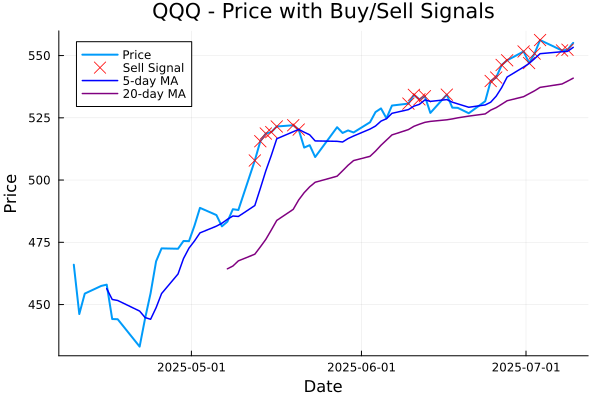 QQQ - Price with Buy/Sell Signals
Price
Sell Signal
5-day MA
20-day MA
550
525
500
475
450
Price
2025-05-01
2025-06-01
2025-07-01
Date